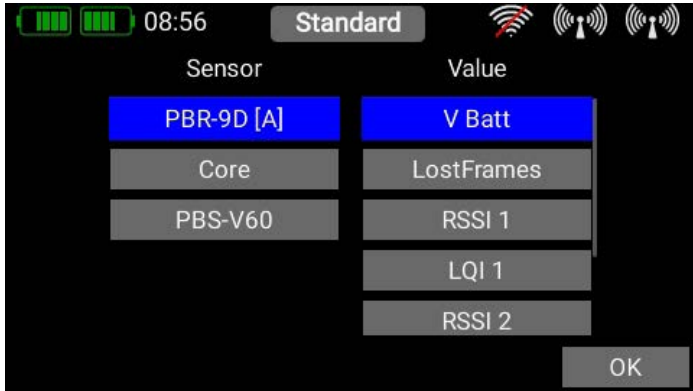 08:56 Standard
Sensor Value
PBR-9D [A] V Batt
Core LostFrames
PBS-V60 RSSI 1
LQI 1
RSSI 2
OK